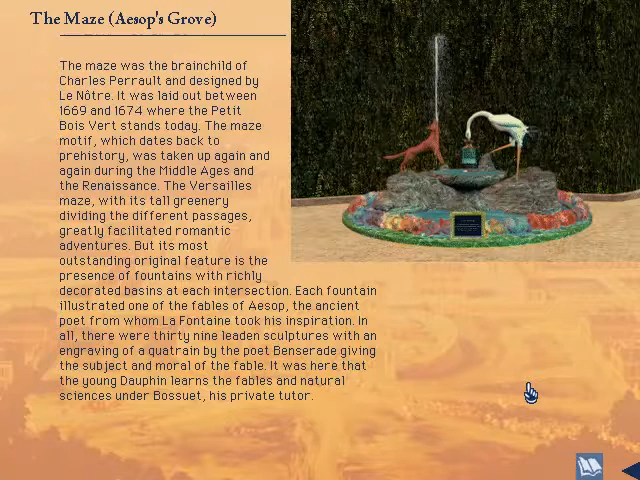 The Maze (Aesop's Grove)
The maze was the brainchild of
Charles Perrault and designed by
Le Nôtre. It was laid out between
1669 and 1674 where the Petit
Bois Vert stands today. The maze
motif, which dates back to
prehistory, was taken up again and
again during the Middle Ages and
the Renaissance. The Versailles
maze, with its tall greenery
dividing the different passages,
greatly facilitated romantic
adventures. But its most
outstanding original feature is the
presence of fountains with richly
decorated basins at each intersection. Each fountain
illustrated one of the fables of Aesop, the ancient
poet from whom La Fontaine took his inspiration. In
all, there were thirty nine leaden sculptures with an
engraving of a quatrain by the poet Benserade giving
the subject and moral of the fable. It was here that
the young Dauphin learns the fables and natural
sciences under Bossuet, his private tutor.